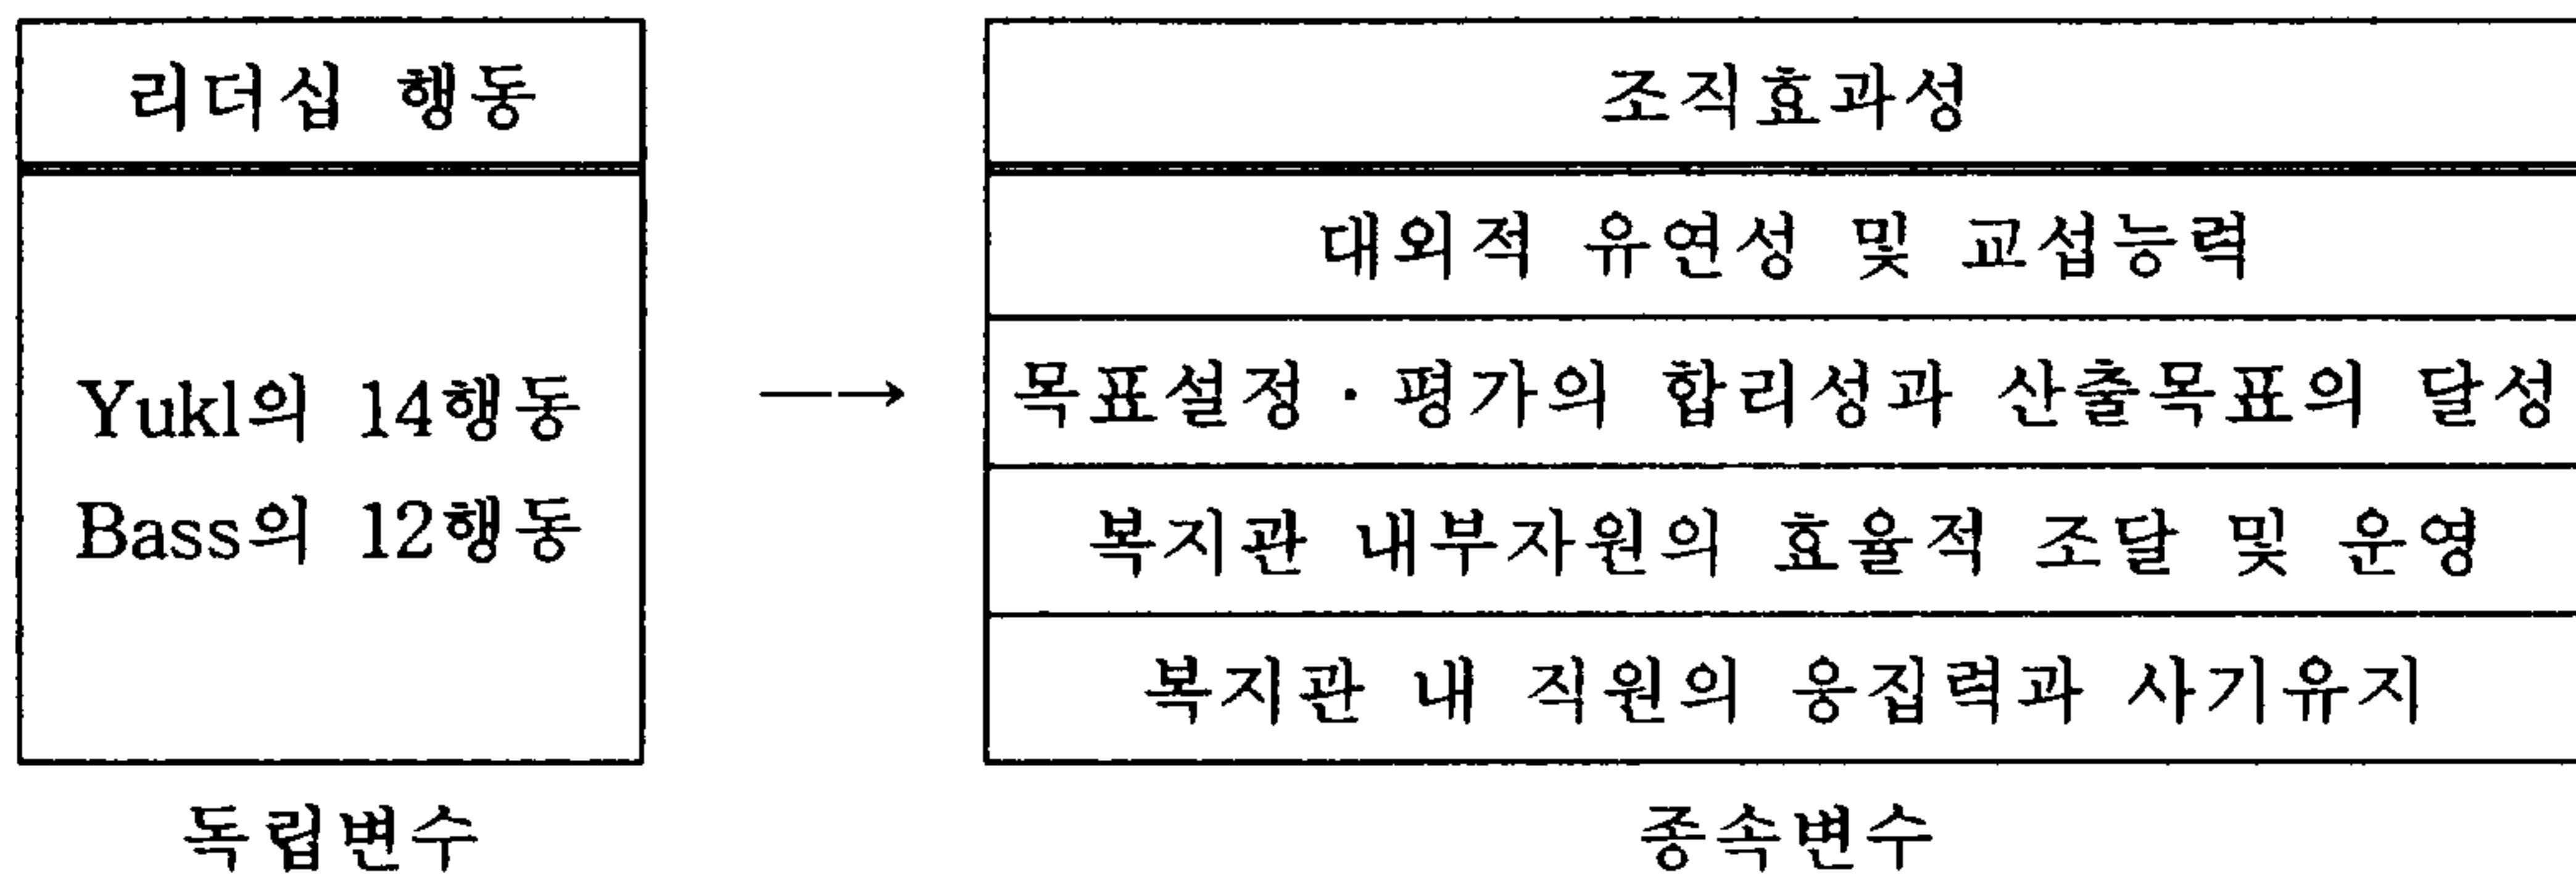 리더십 행동
Yukl의 14행동
Bass의 12행동
독립변수
→
조직효과성
대외적 유연성 및 교섭능력
목표설정·평가의 합리성과 산출목표의 달성
복지관 내부자원의 효율적 조달 및 운영
복지관 내 직원의 응집력과 사기유지
종속변수